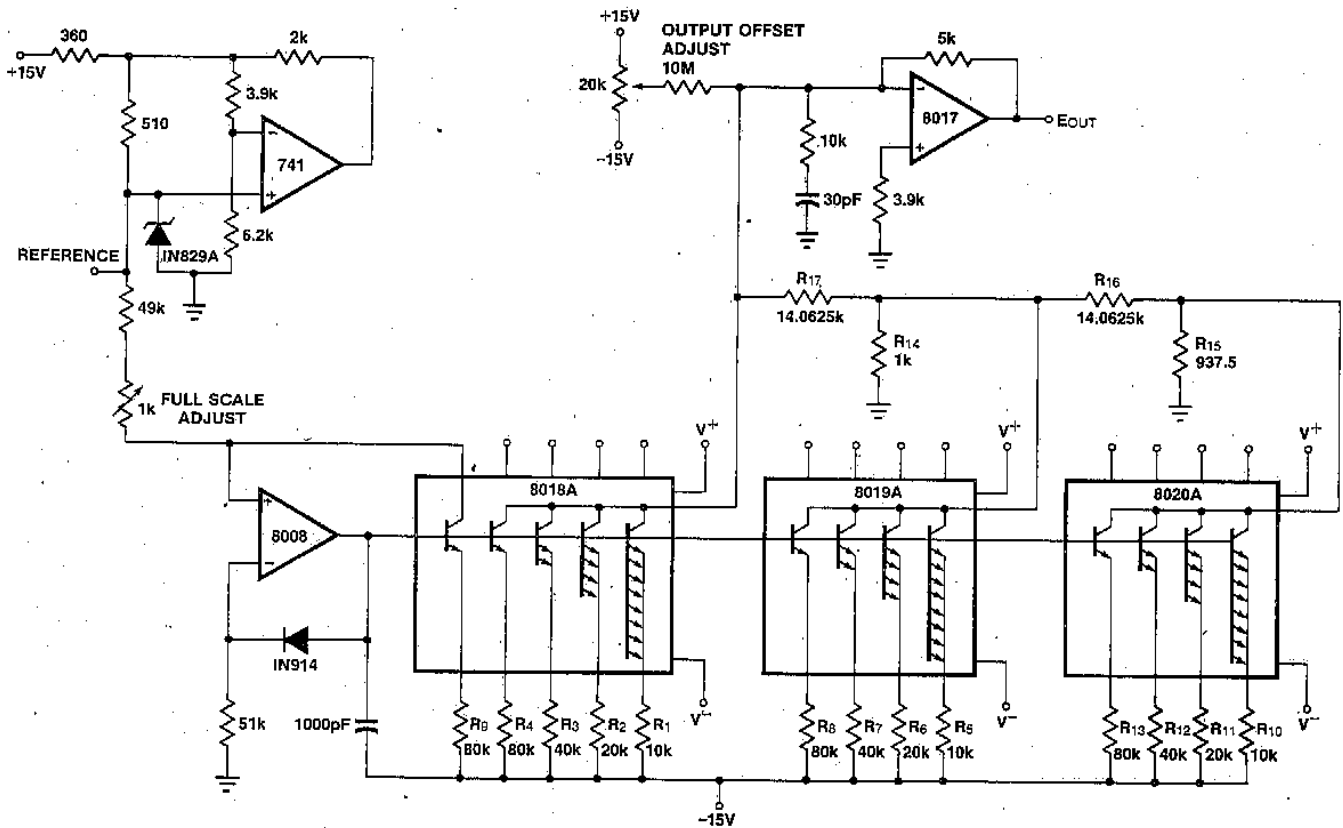 360
+15V
2k
3.9k
510
741
−
+
6.2k
REFERENCE
IN829A
49k
1k
FULL SCALE
ADJUST
+15V
20k
−15V
OUTPUT OFFSET
ADJUST
10M
5k
−
8017
+
EOUT
10k
30pF
3.9k
R17
14.0625k
R16
14.0625k
R14
1k
R15
937.5
+
8008
−
IN914
51k
1000pF
8018A
V+
V−
8019A
V+
V−
8020A
V+
V−
R9
80k
R4
80k
R3
40k
R2
20k
R1
10k
R8
80k
R7
40k
R6
20k
R5
10k
R13
80k
R12
40k
R11
20k
R10
10k
−15V